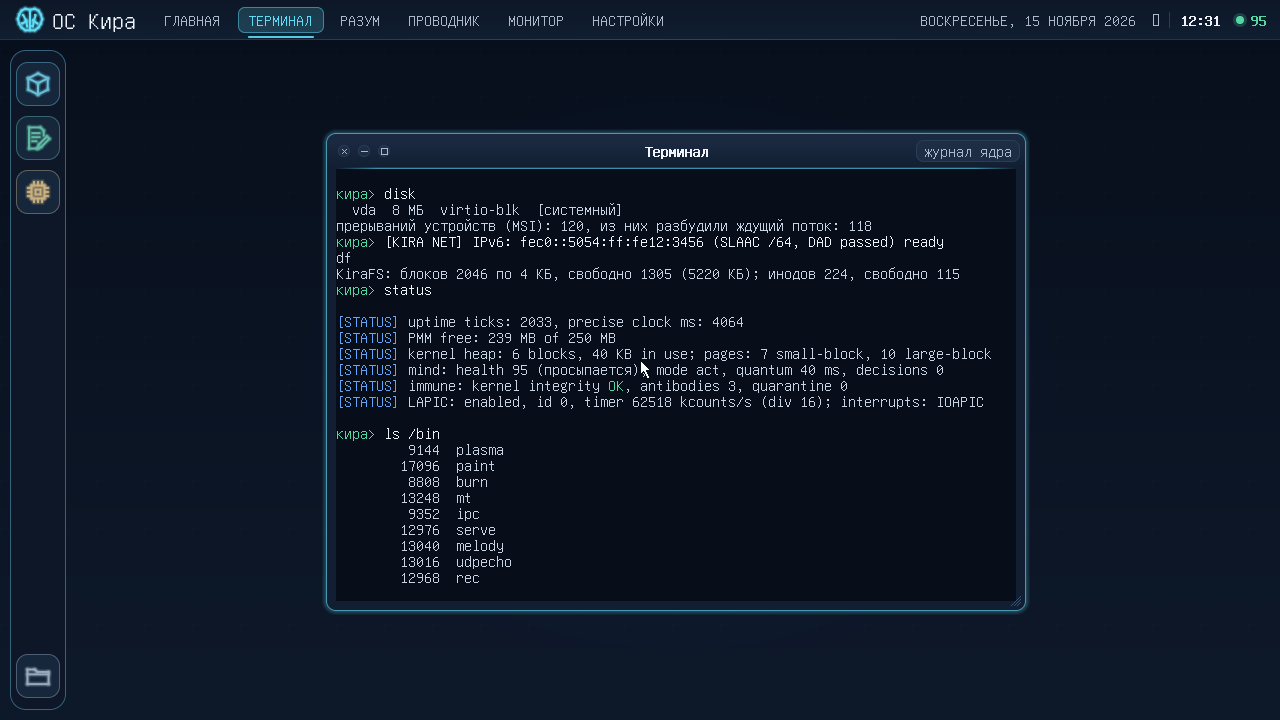 ОС Кира ГЛАВНАЯ ТЕРМИНАЛ РАЗУМ ПРОВОДНИК МОНИТОР НАСТРОЙКИ ВОСКРЕСЕНЬЕ, 15 НОЯБРЯ 2026 12:31 95
Терминал журнал ядра
кира> disk
vda 8 МБ virtio-blk [системный]
прерываний устройств (MSI): 120, из них разбудили ждущий поток: 118
кира> [KIRA NET] IPv6: fec0::5054:ff:fe12:3456 (SLAAC /64, DAD passed) ready
df
KiraFS: блоков 2046 по 4 КБ, свободно 1305 (5220 КБ); инодов 224, свободно 115
кира> status
[STATUS] uptime ticks: 2033, precise clock ms: 4064
[STATUS] PMM free: 239 MB of 250 MB
[STATUS] kernel heap: 6 blocks, 40 KB in use; pages: 7 small-block, 10 large-block
[STATUS] mind: health 95 (просыпается) mode act, quantum 40 ms, decisions 0
[STATUS] immune: kernel integrity OK, antibodies 3, quarantine 0
[STATUS] LAPIC: enabled, id 0, timer 62518 kcounts/s (div 16); interrupts: IOAPIC
кира> ls /bin
9144 plasma
17096 paint
8808 burn
13248 mt
9352 ipc
12976 serve
13040 melody
13016 udpecho
12968 rec